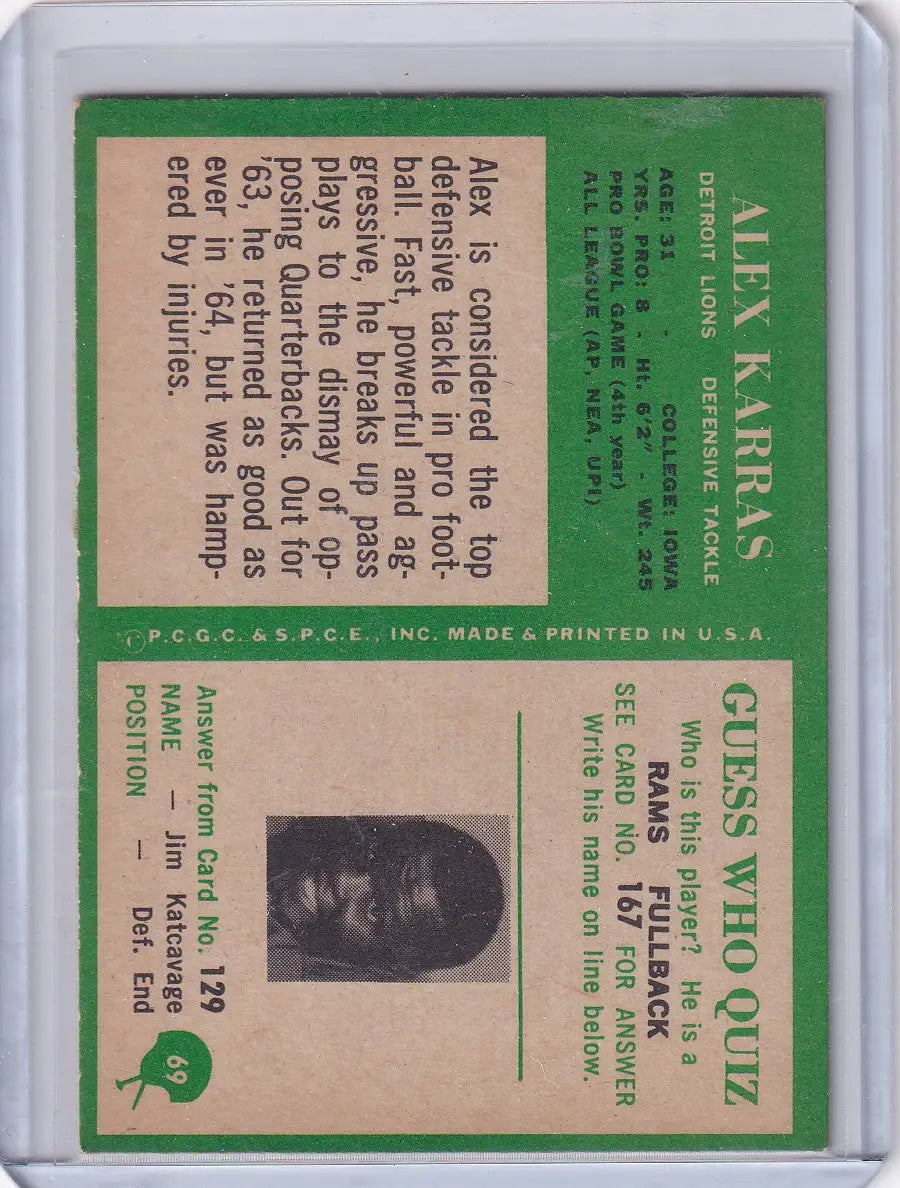 ALEX KARRAS
DETROIT LIONS DEFENSIVE TACKLE
AGE: 31 - COLLEGE: IOWA
YRS. PRO: 8 - Ht. 6'2" - Wt. 245
PRO BOWL GAME (4th year)
ALL LEAGUE (AP, NEA, UPI)
Alex is considered the top
defensive tackle in pro foot-
ball. Fast, powerful and ag-
gressive, he breaks up pass
plays to the dismay of op-
posing Quarterbacks. Out for
'63, he returned as good as
ever in '64, but was hamp-
ered by injuries.
© P.C.G.C. & S.P.C.E., INC. MADE & PRINTED IN U.S.A.
GUESS WHO QUIZ
Who is this player? He is a
RAMS FULLBACK
SEE CARD No. 167 FOR ANSWER
Write his name on line below.
Answer from Card No. 129
NAME — Jim Katcavage
POSITION — Def. End
69